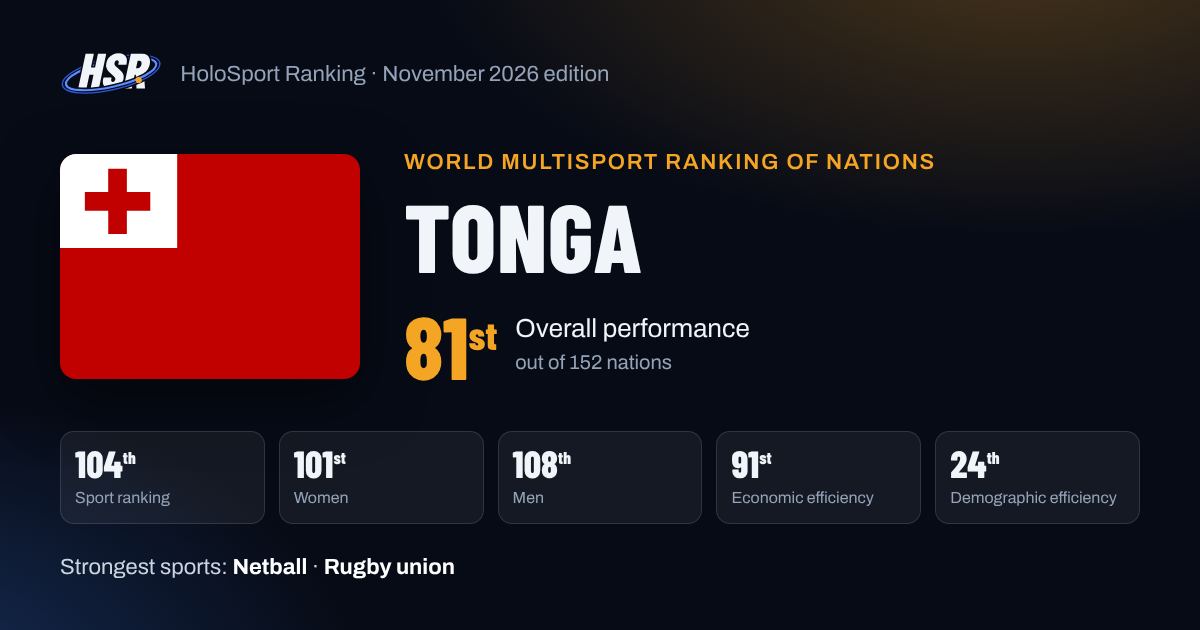 HSR
HoloSport Ranking · November 2026 edition
WORLD MULTISPORT RANKING OF NATIONS
TONGA
81st
Overall performance
out of 152 nations
104th
Sport ranking
101st
Women
108th
Men
91st
Economic efficiency
24th
Demographic efficiency
Strongest sports: Netball · Rugby union